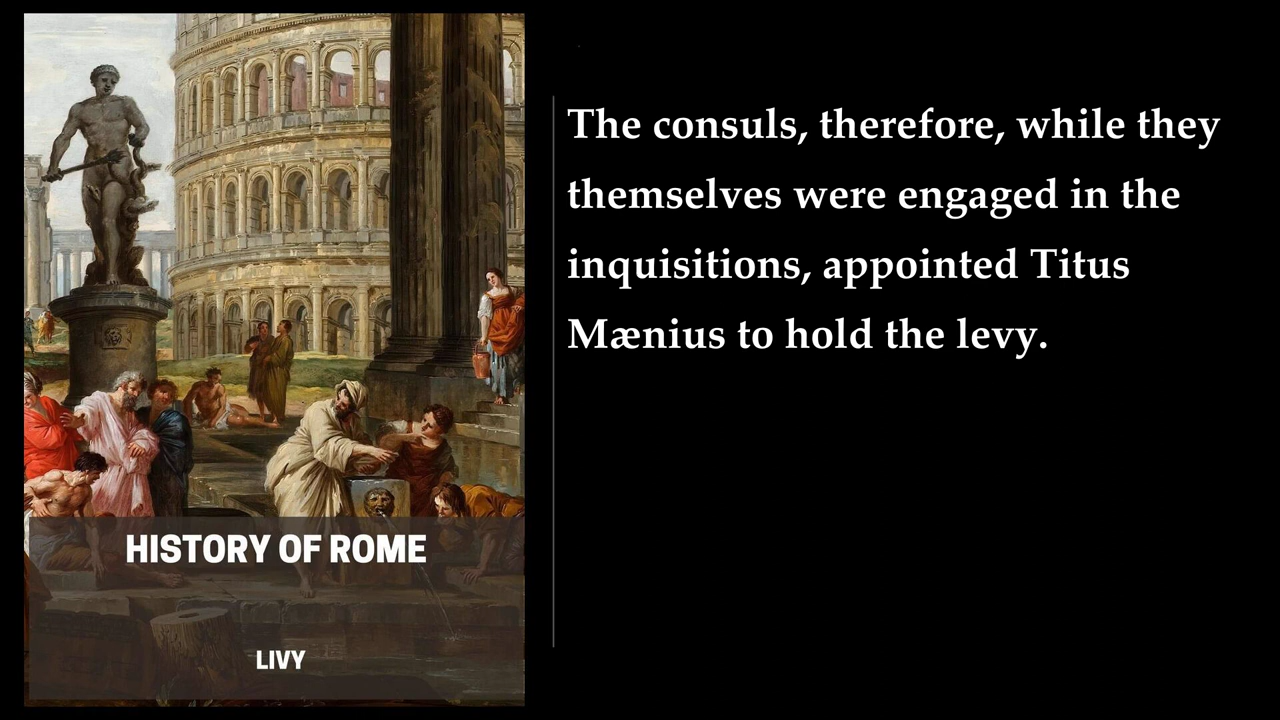 The consuls, therefore, while they
themselves were engaged in the
inquisitions, appointed Titus
Mænius to hold the levy.
HISTORY OF ROME
LIVY